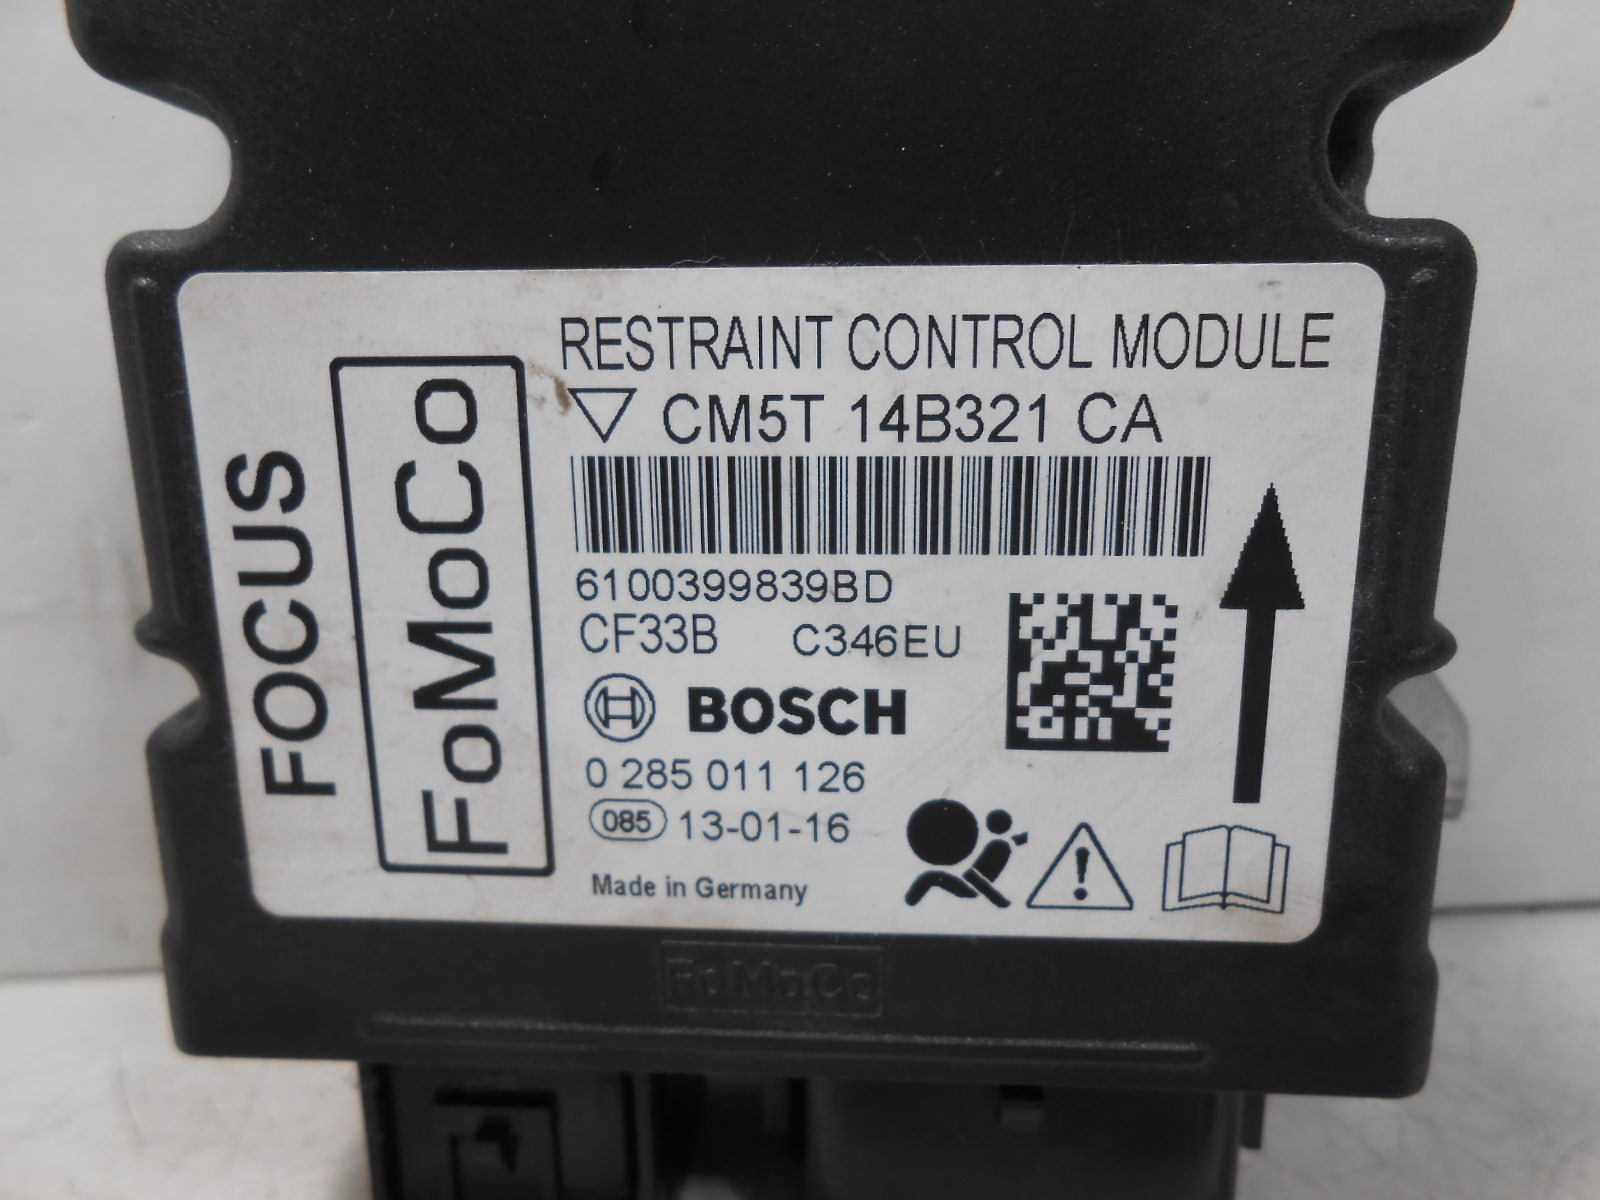 FOCUS
FoMoCo
RESTRAINT CONTROL MODULE
CM5T 14B321 CA
6100399839BD
CF33B C346EU
BOSCH
0 285 011 126
085 13-01-16
Made in Germany
FoMoCo